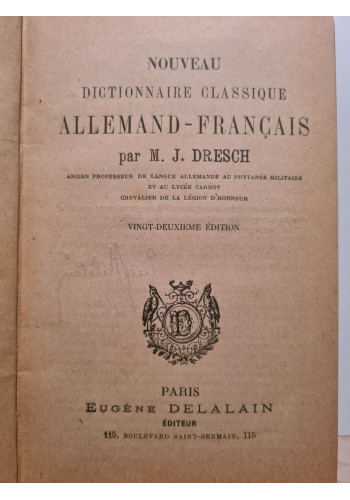 NOUVEAU
DICTIONNAIRE CLASSIQUE
ALLEMAND-FRANÇAIS
par M. J. DRESCH
ANCIEN PROFESSEUR DE LANGUE ALLEMANDE AU PRYTANÉE MILITAIRE
ET AU LYCÉE CARNOT
CHEVALIER DE LA LÉGION D'HONNEUR
VINGT-DEUXIÈME ÉDITION
D
PARIS
EUGÈNE DELALAIN
ÉDITEUR
115, BOULEVARD SAINT-GERMAIN, 115